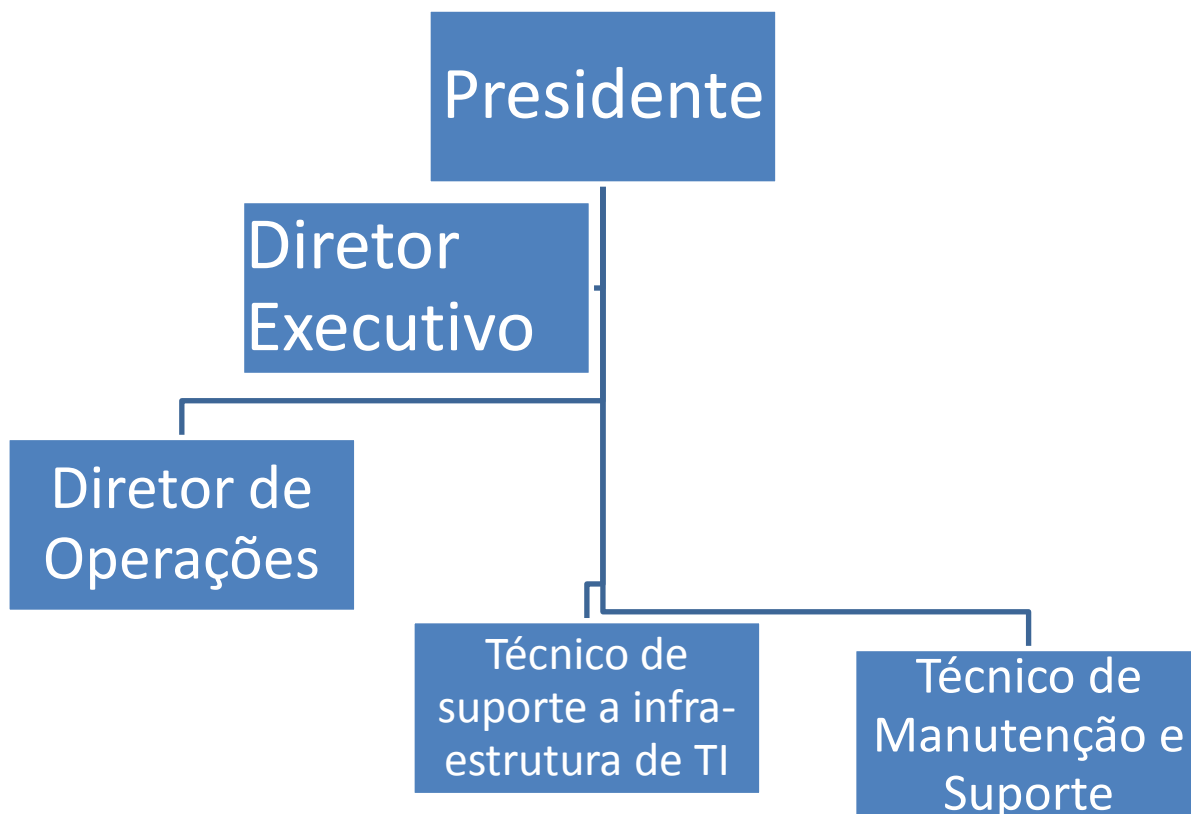 Presidente
Diretor
Executivo
Diretor de
Operações
Técnico de
suporte a infra-
estrutura de TI
Técnico de
Manutenção e
Suporte